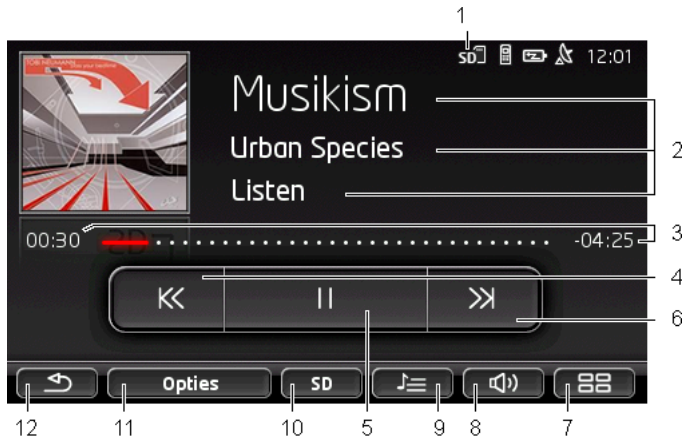 1
SD 12:01
Musikism
Urban Species
Listen
2
00:30 -04:25
3
4
6
Opties SD
12 11 10 5 9 8 7